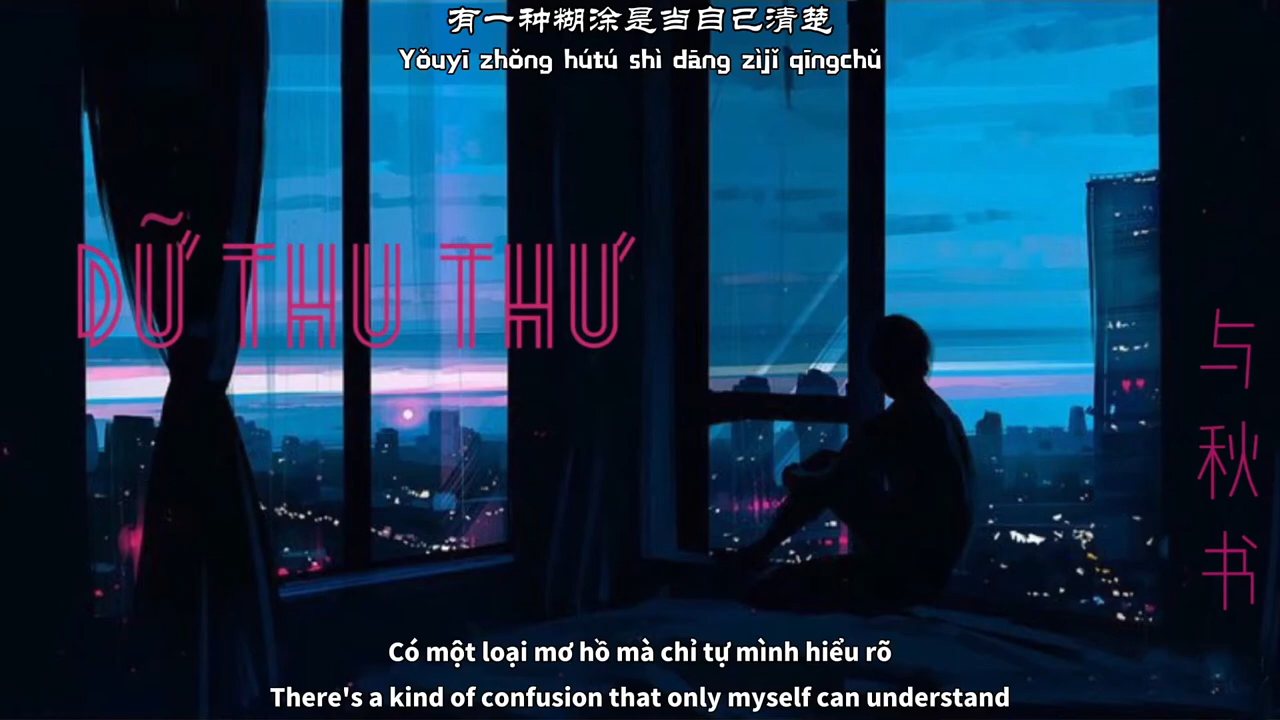 有一种糊涂是当自己清楚
Yǒuyī zhǒng hútú shì dāng zìjǐ qīngchǔ
DỮ THU THƯ
与秋书
Có một loại mơ hồ mà chỉ tự mình hiểu rõ
There's a kind of confusion that only myself can understand